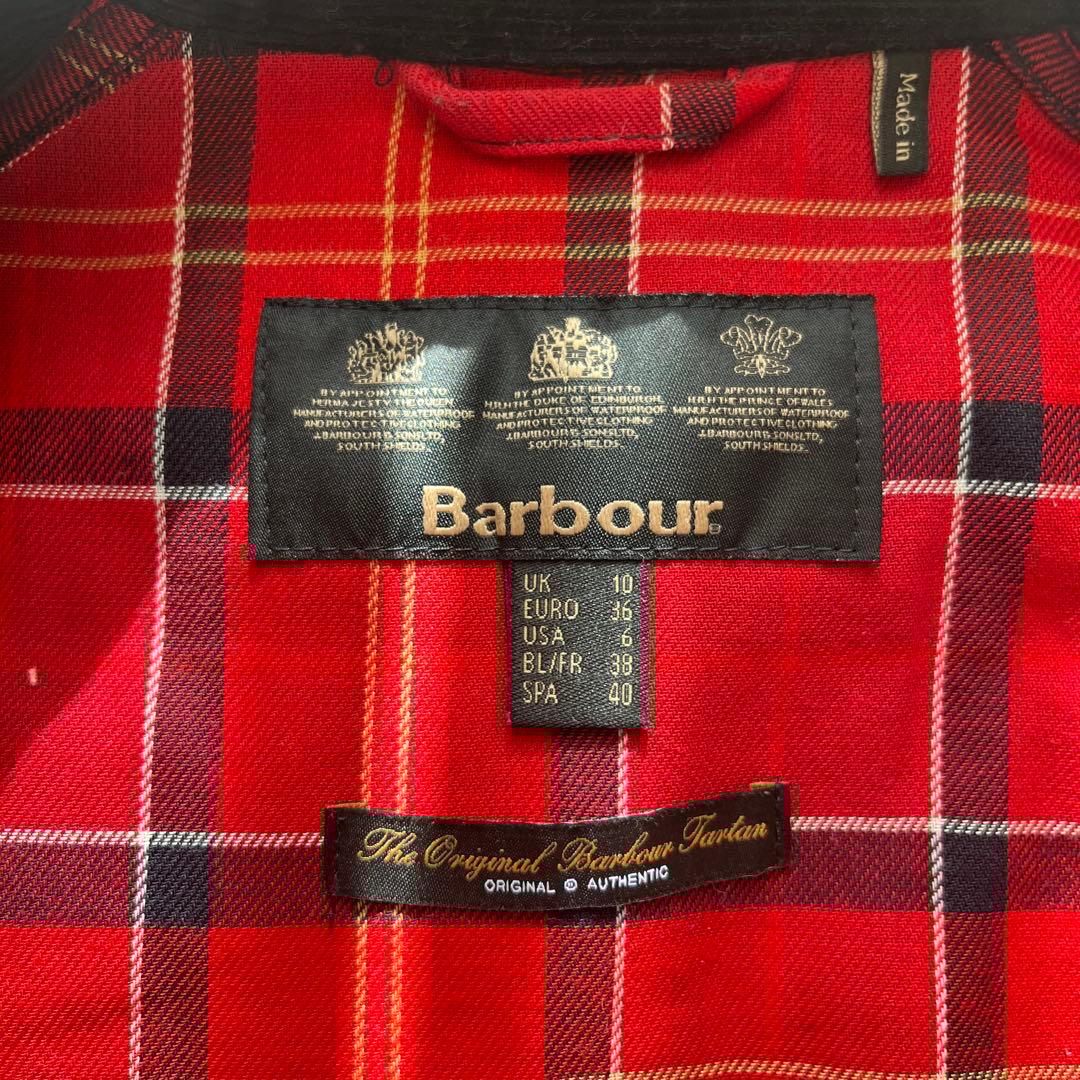 Made in
BY APPOINTMENT TO
HER MAJESTY THE QUEEN
MANUFACTURERS OF WATERPROOF
AND PROTECTIVE CLOTHING
J.BARBOUR & SONS LTD,
SOUTH SHIELDS.
BY APPOINTMENT TO
H.R.H THE DUKE OF EDINBURGH,
MANUFACTURERS OF WATERPROOF
AND PROTECTIVE CLOTHING
J.BARBOUR & SONS LTD,
SOUTH SHIELDS.
BY APPOINTMENT TO
H.R.H THE PRINCE OF WALES
MANUFACTURERS OF WATERPROOF
AND PROTECTIVE CLOTHING
J.BARBOUR & SONS LTD,
SOUTH SHIELDS.
Barbour
UK 10
EURO 36
USA 6
BL/FR 38
SPA 40
The Original Barbour Tartan
ORIGINAL AUTHENTIC